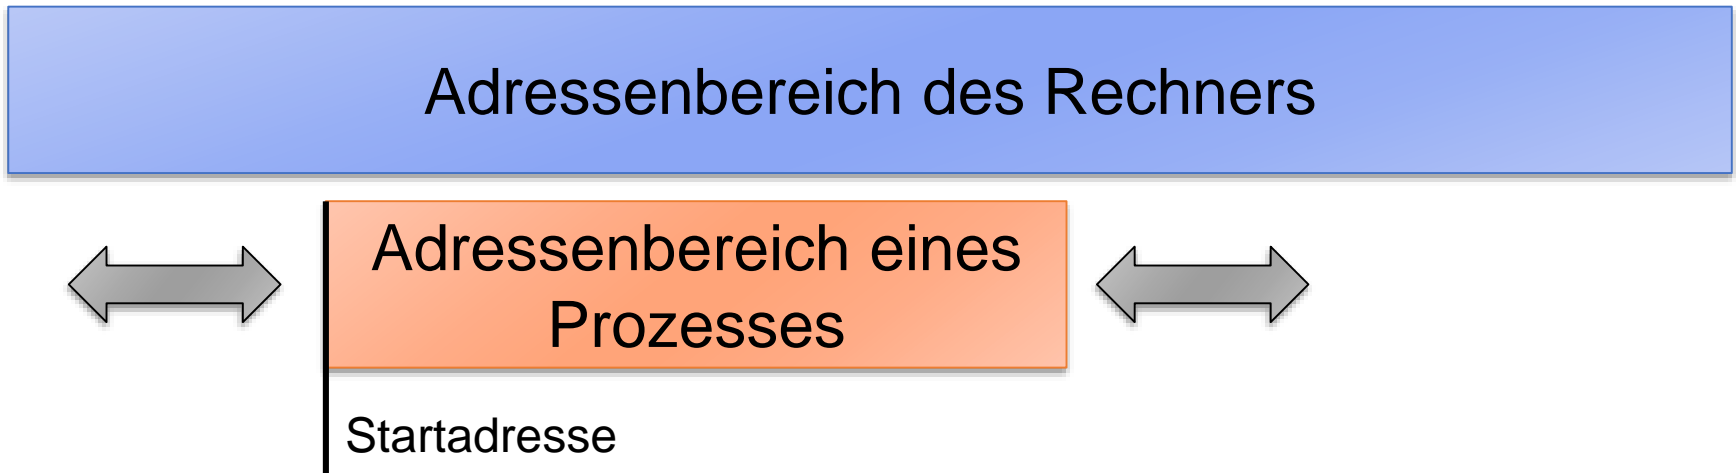 Adressenbereich des Rechners
Adressenbereich eines
Prozesses
Startadresse